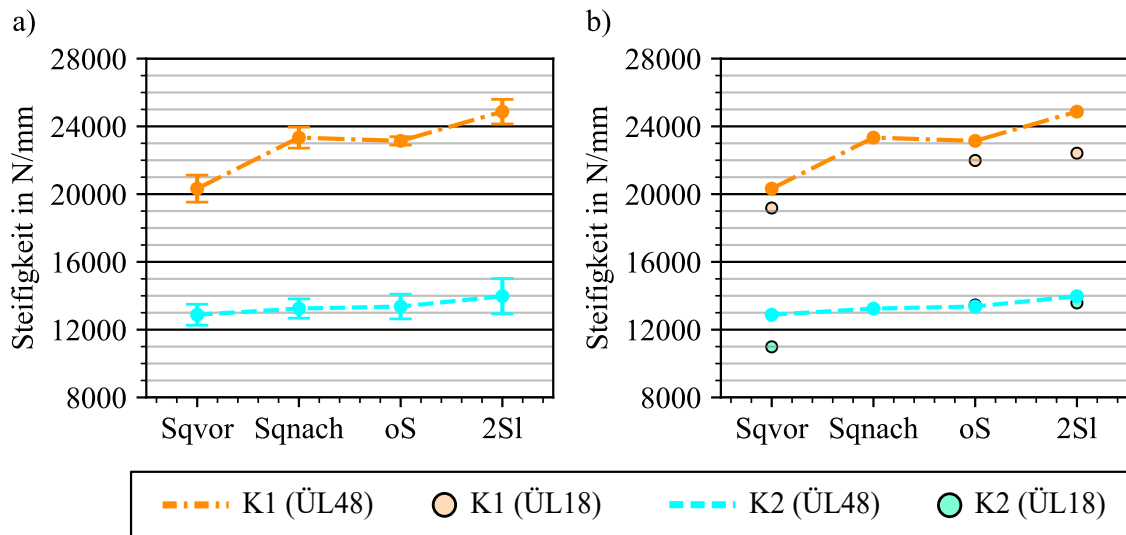 a)
Steifigkeit in N/mm
28000
24000
20000
16000
12000
8000
Sqvor Sqnach oS 2Sl
b)
Steifigkeit in N/mm
28000
24000
20000
16000
12000
8000
Sqvor Sqnach oS 2Sl
K1 (ÜL48) K1 (ÜL18) K2 (ÜL48) K2 (ÜL18)